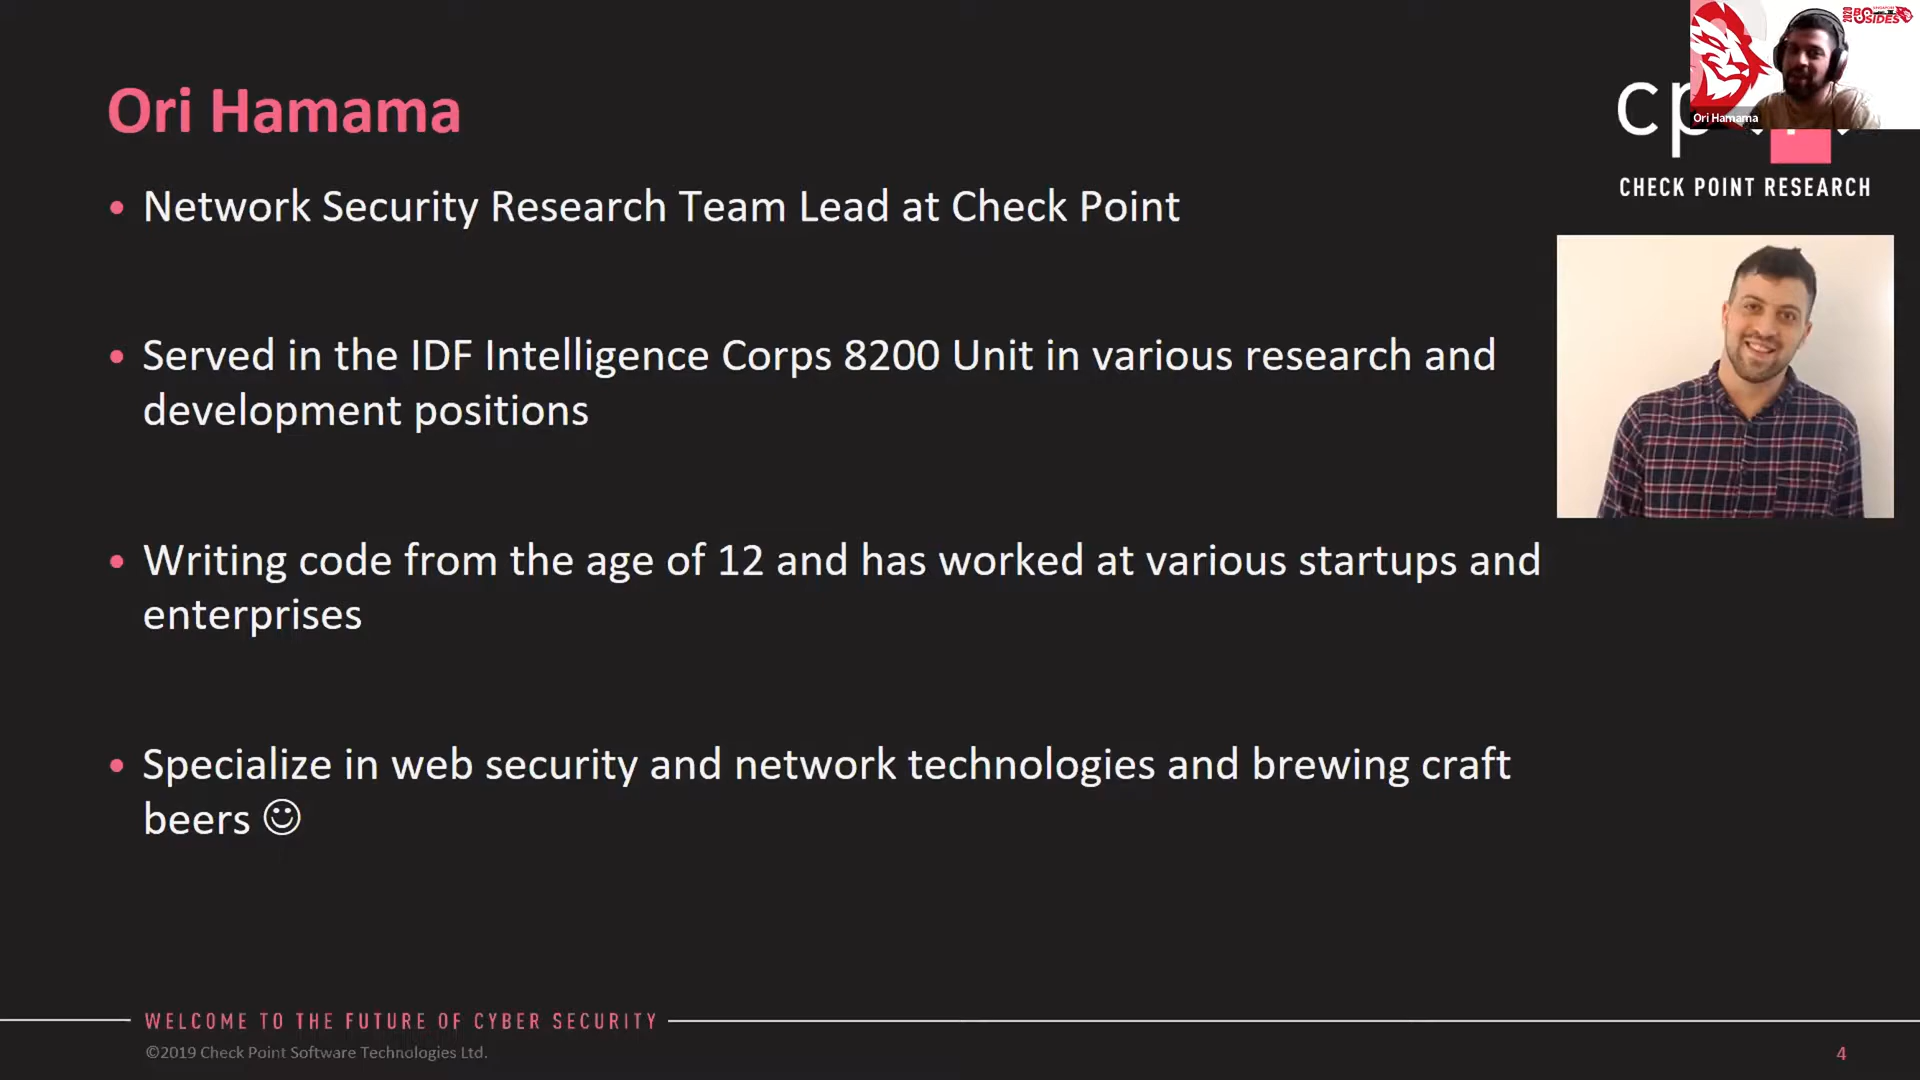 Ori Hamama
• Network Security Research Team Lead at Check Point
• Served in the IDF Intelligence Corps 8200 Unit in various research and
development positions
• Writing code from the age of 12 and has worked at various startups and
enterprises
• Specialize in web security and network technologies and brewing craft
beers ☺
2020 BSIDES
Ori Hamama
cp
CHECK POINT RESEARCH
WELCOME TO THE FUTURE OF CYBER SECURITY
©2019 Check Point Software Technologies Ltd.
4